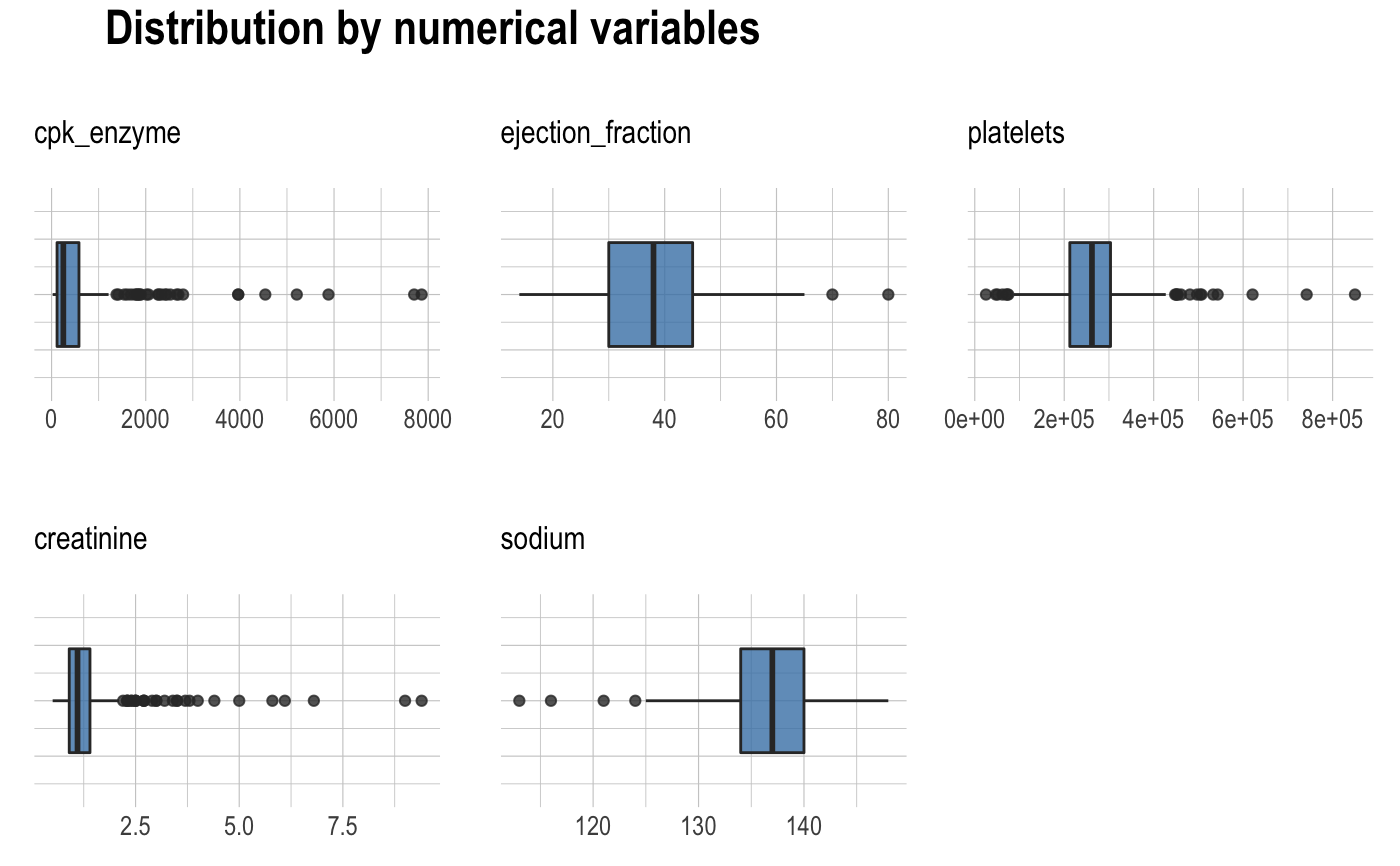 Distribution by numerical variables
cpk_enzyme ejection_fraction platelets
0 2000 4000 6000 8000 20 40 60 80 0e+00 2e+05 4e+05 6e+05 8e+05
creatinine sodium
2.5 5.0 7.5 120 130 140